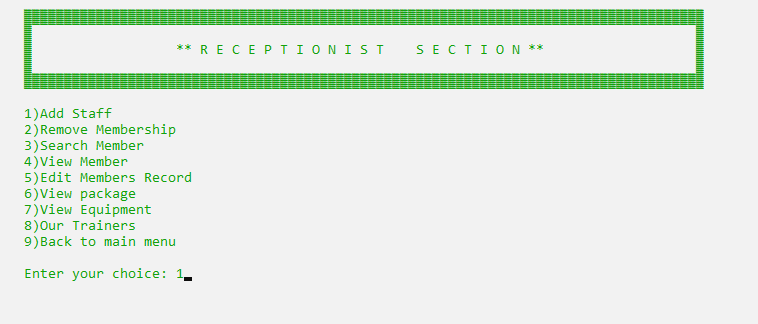 ** R E C E P T I O N I S T    S E C T I O N **
1)Add Staff
2)Remove Membership
3)Search Member
4)View Member
5)Edit Members Record
6)View package
7)View Equipment
8)Our Trainers
9)Back to main menu
Enter your choice: 1